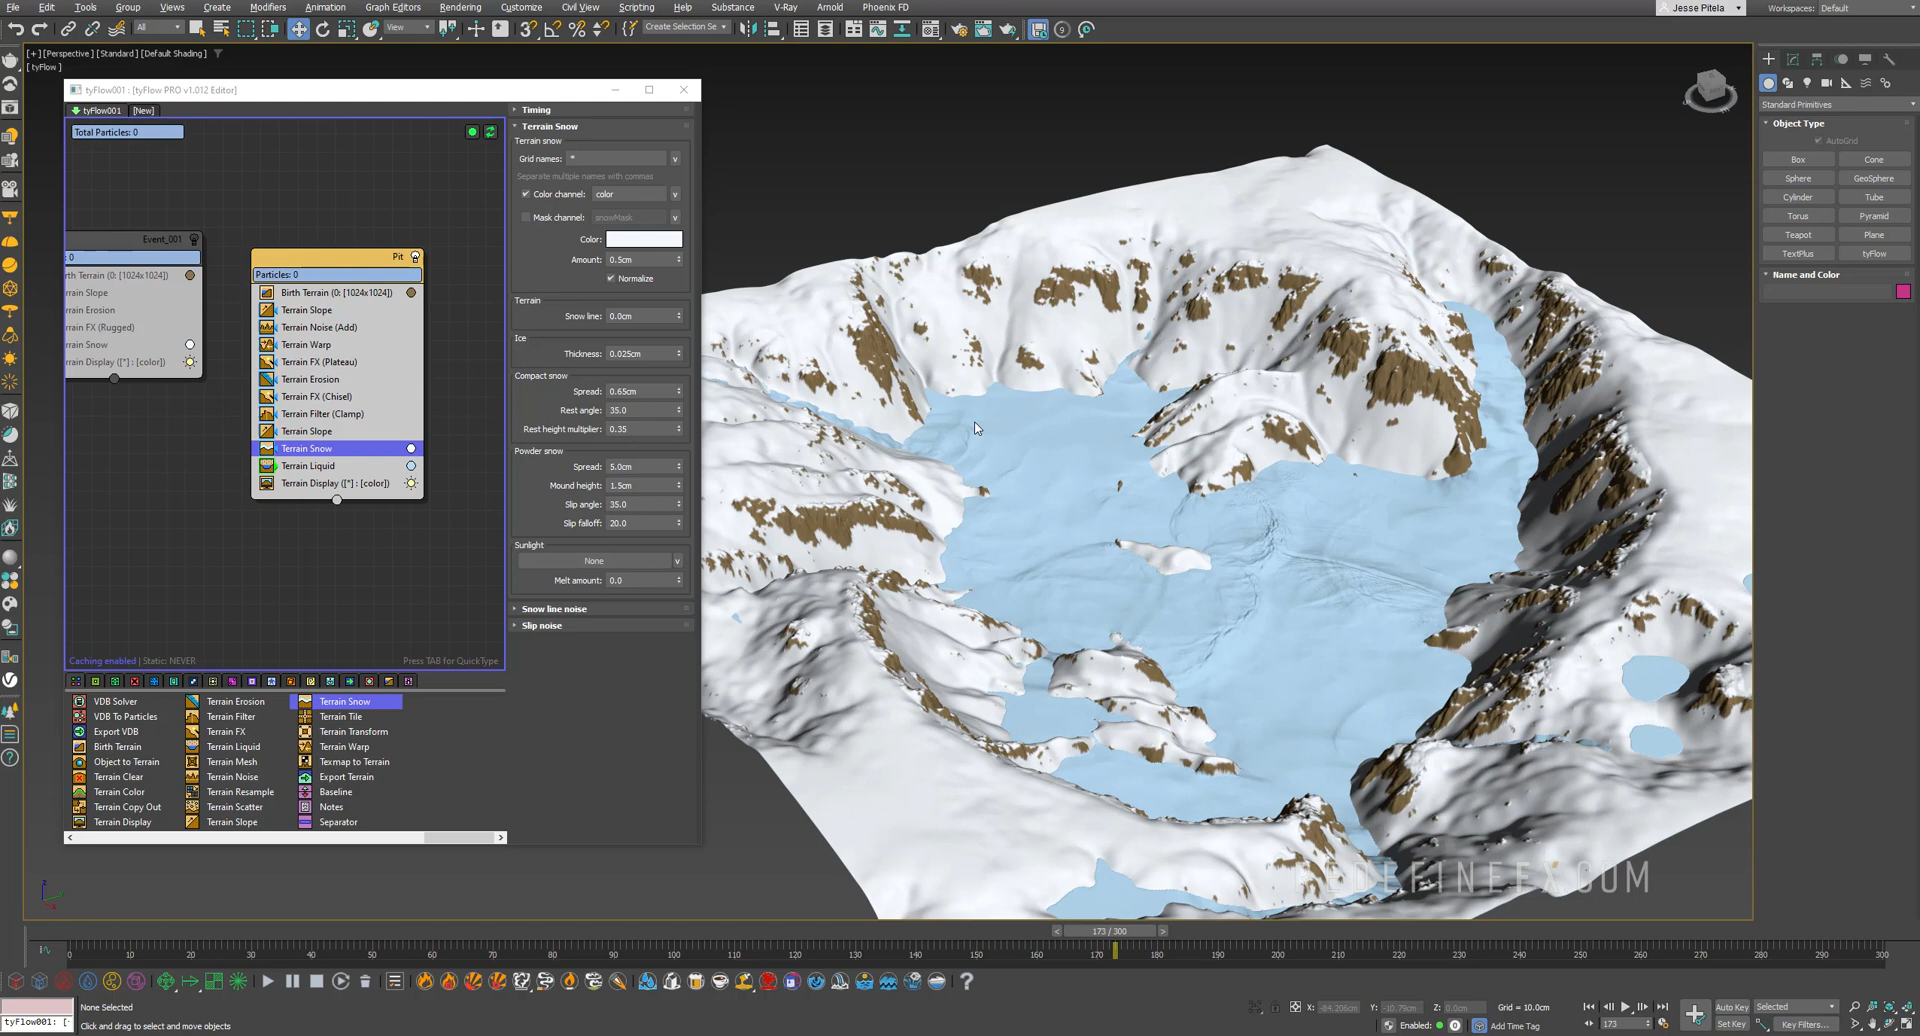 File Edit Tools Group Views Create Modifiers Animation Graph Editors Rendering Customize Civil View Scripting Help Substance V-Ray Arnold Phoenix FD
Jesse Pitela Workspaces: Default
All View Create Selection Se
[+] [Perspective] [Standard] [Default Shading]
[ tyFlow ]
tyFlow001 : [tyFlow PRO v1.012 Editor]
tyFlow001 [New]
Total Particles: 0
Event_001
: 0
rth Terrain (0: [1024x1024])
rrain Slope
rrain Erosion
rrain FX (Rugged)
rrain Snow
rrain Display ([*] : [color])
Pit
Particles: 0
Birth Terrain (0: [1024x1024])
Terrain Slope
Terrain Noise (Add)
Terrain Warp
Terrain FX (Plateau)
Terrain Erosion
Terrain FX (Chisel)
Terrain Filter (Clamp)
Terrain Slope
Terrain Snow
Terrain Liquid
Terrain Display ([*] : [color])
Caching enabled | Static: NEVER
Press TAB for QuickType
Timing
Terrain Snow
Terrain snow
Grid names: * v
Separate multiple names with commas
Color channel: color v
Mask channel: snowMask v
Color:
Amount: 0.5cm
Normalize
Terrain
Snow line: 0.0cm
Ice
Thickness: 0.025cm
Compact snow
Spread: 0.65cm
Rest angle: 35.0
Rest height multiplier: 0.35
Powder snow
Spread: 5.0cm
Mound height: 1.5cm
Slip angle: 35.0
Slip falloff: 20.0
Sunlight
None v
Melt amount: 0.0
Snow line noise
Slip noise
VDB Solver Terrain Erosion Terrain Snow
VDB To Particles Terrain Filter Terrain Tile
Export VDB Terrain FX Terrain Transform
Birth Terrain Terrain Liquid Terrain Warp
Object to Terrain Terrain Mesh Texmap to Terrain
Terrain Clear Terrain Noise Export Terrain
Terrain Color Terrain Resample Baseline
Terrain Copy Out Terrain Scatter Notes
Terrain Display Terrain Slope Separator
Standard Primitives
Object Type
AutoGrid
Box Cone
Sphere GeoSphere
Cylinder Tube
Torus Pyramid
Teapot Plane
TextPlus tyFlow
Name and Color
REDEFINEFX.COM
< 173 / 300 >
0 10 20 30 40 50 60 70 80 90 100 110 120 130 140 150 160 170 180 190 200 210 220 230 240 250 260 270 280 290 300
None Selected
tyFlow001: [
Click and drag to select and move objects
X: -84.206cm Y: -10.79cm Z: 0.0cm Grid = 10.0cm
Enabled: Add Time Tag
173
Auto Key Selected
Set Key Key Filters...